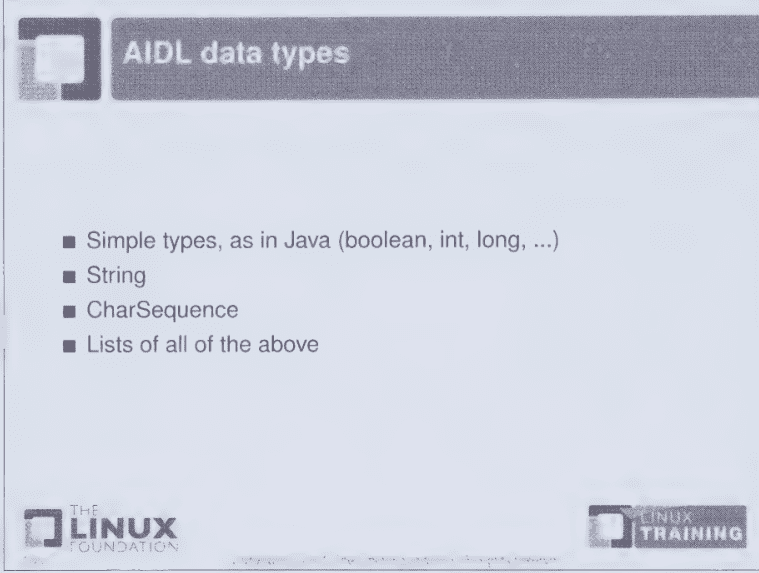 AIDL data types
Simple types, as in Java (boolean, int, long, ...)
String
CharSequence
Lists of all of the above
THE
LINUX
FOUNDATION
LINUX
TRAINING